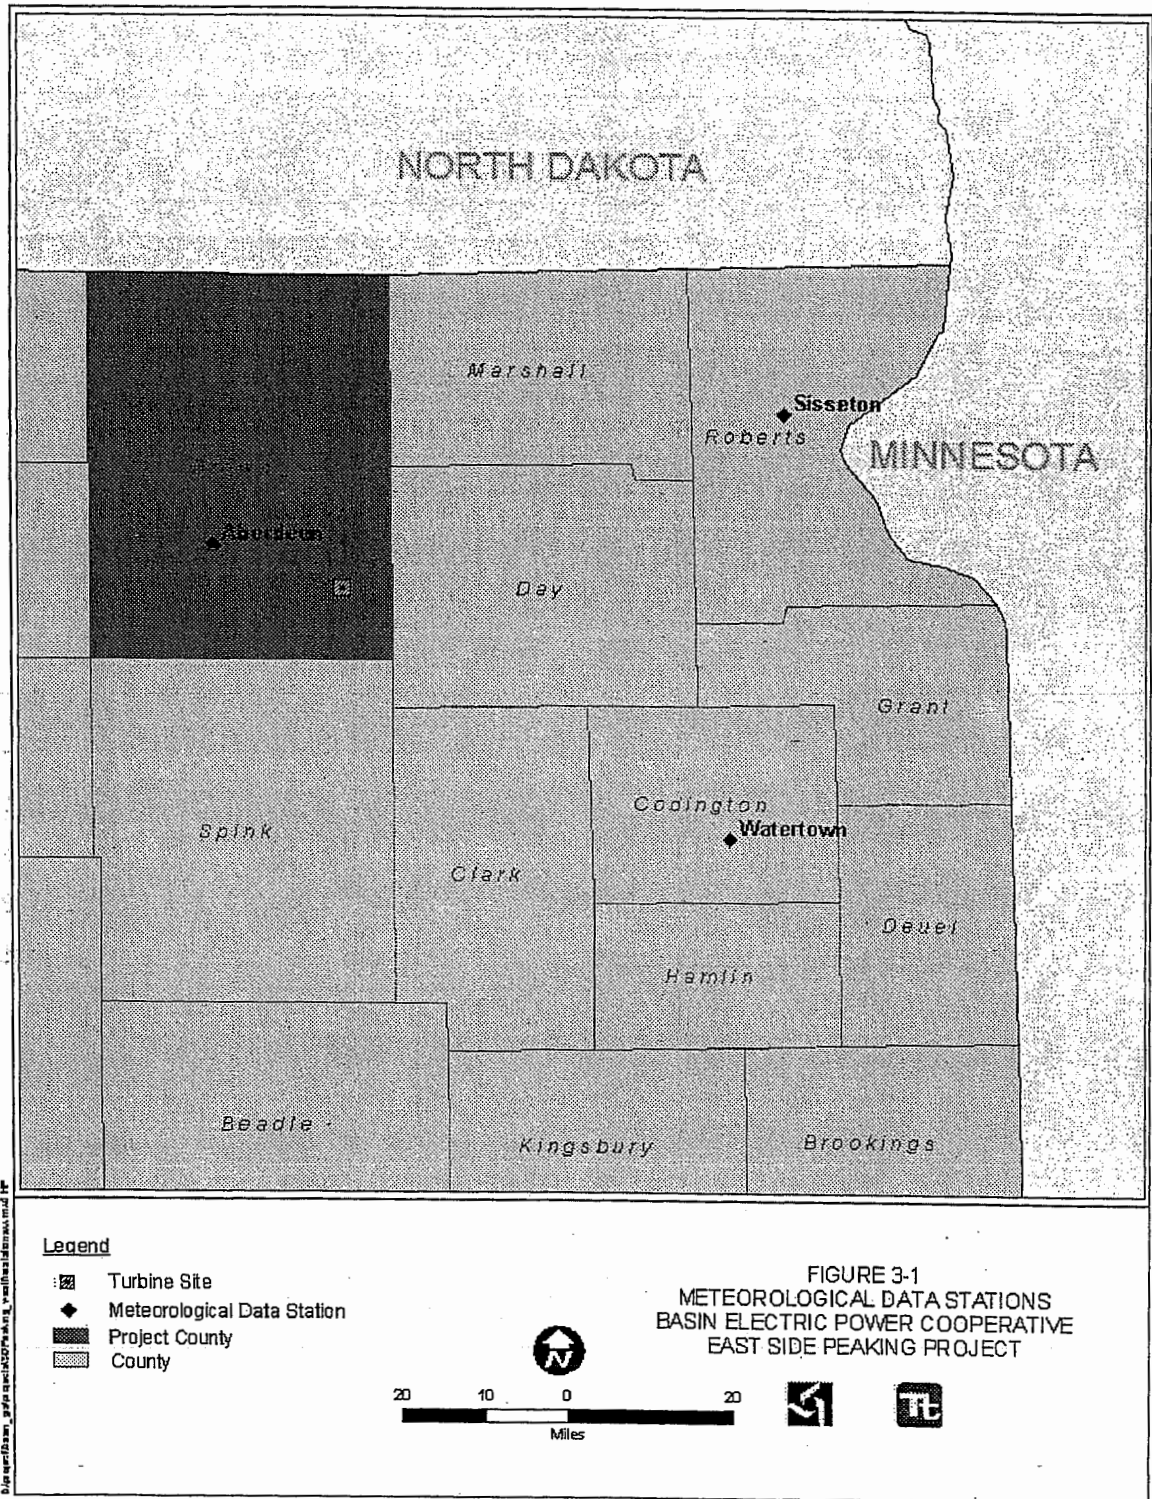 NORTH DAKOTA
Marshall
Sisseton
Roberts
MINNESOTA
Brown
Aberdeen
Day
Grant
Codington
Watertown
Spink
Clark
Deuel
Hamlin
Beadle
Kingsbury
Brookings
Legend
Turbine Site
Meteorological Data Station
Project County
County
FIGURE 3-1
METEOROLOGICAL DATA STATIONS
BASIN ELECTRIC POWER COOPERATIVE
EAST SIDE PEAKING PROJECT
N
20 10 0 20
Miles
Tt